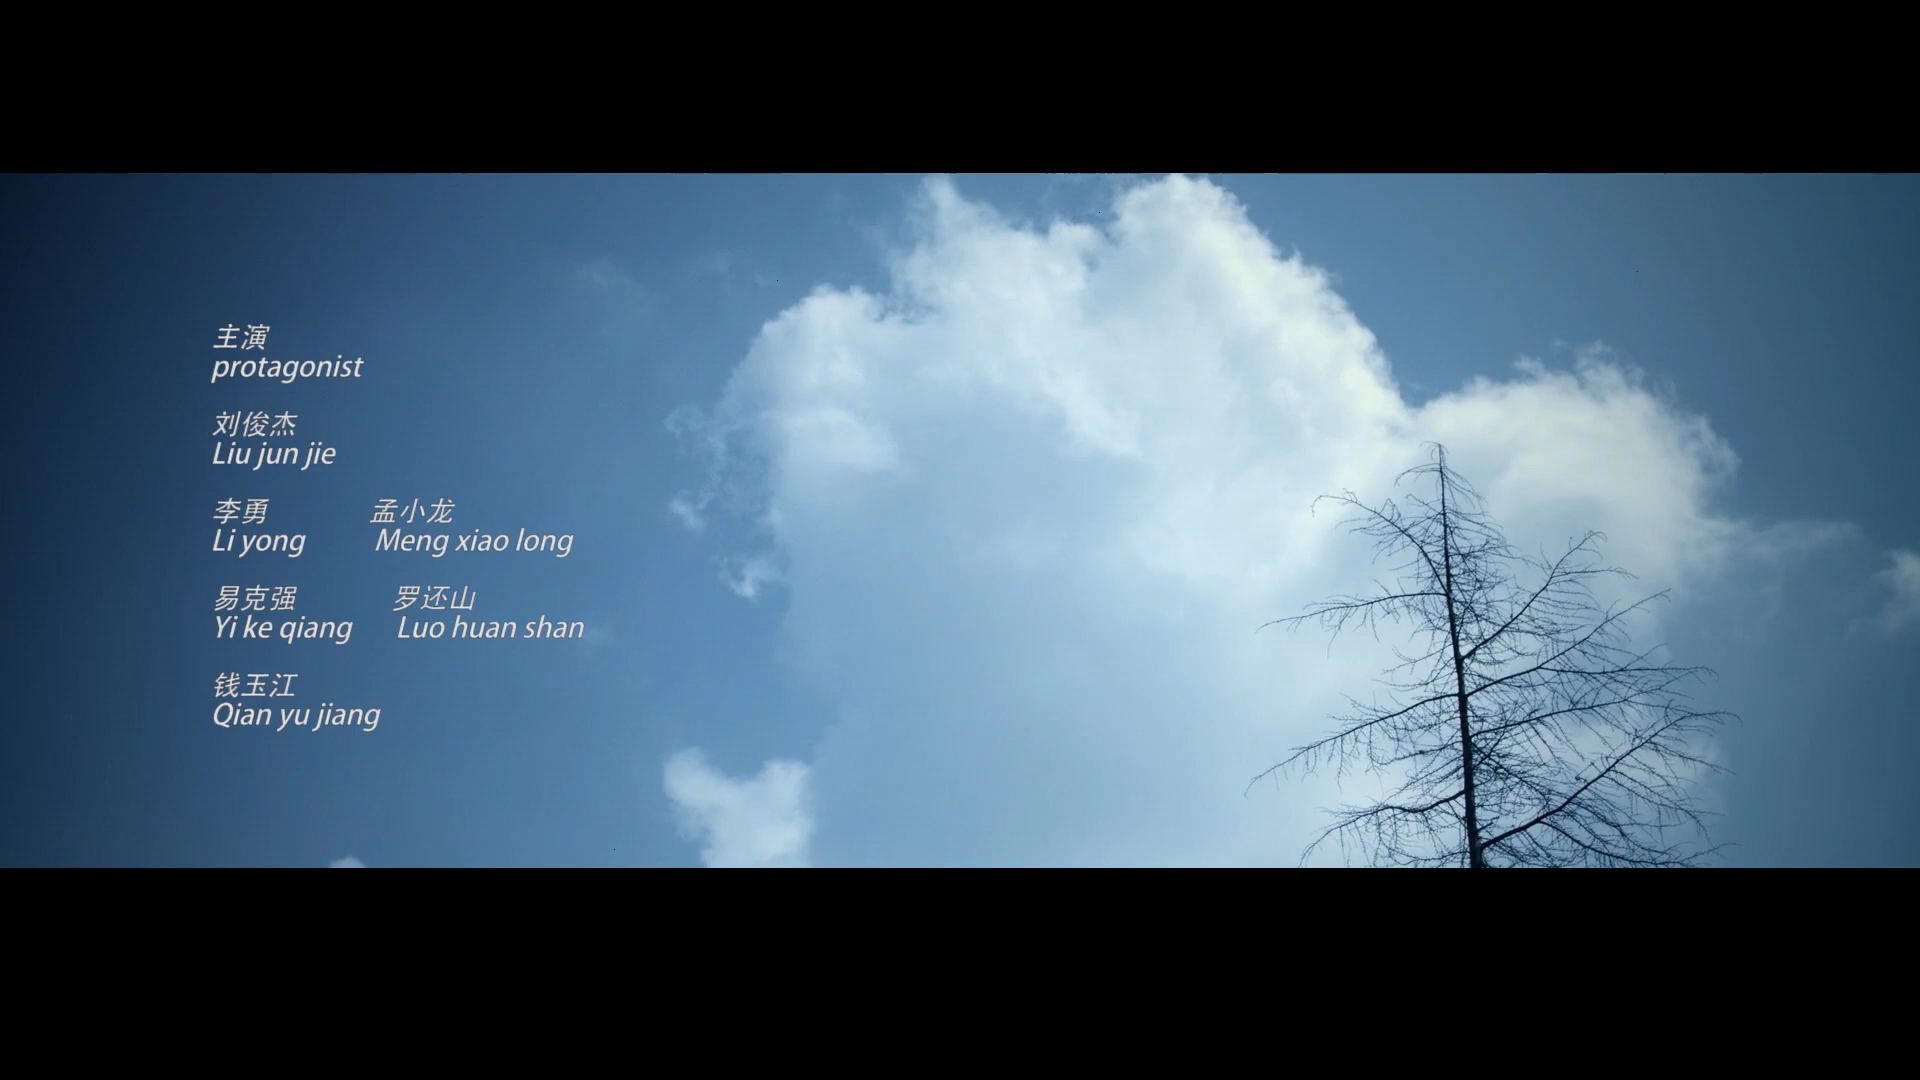 主演
protagonist
刘俊杰
Liu jun jie
李勇 孟小龙
Li yong Meng xiao long
易克强 罗还山
Yi ke qiang Luo huan shan
钱玉江
Qian yu jiang